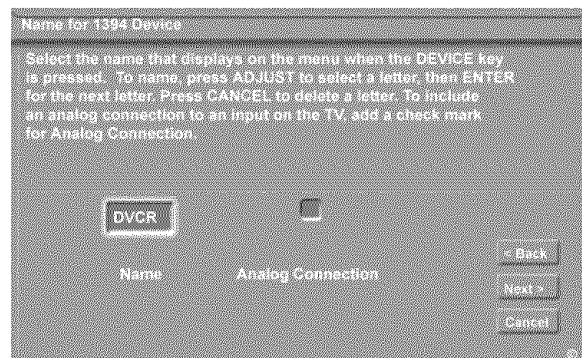 Name for 1394 Device
Select the name that displays on the menu when the DEVICE key
is pressed. To name, press ADJUST to select a letter, then ENTER
for the next letter. Press CANCEL to delete a letter. To include
an analog connection to an input on the TV, add a check mark
for Analog Connection.
DVCR
Name
Analog Connection
< Back
Next >
Cancel